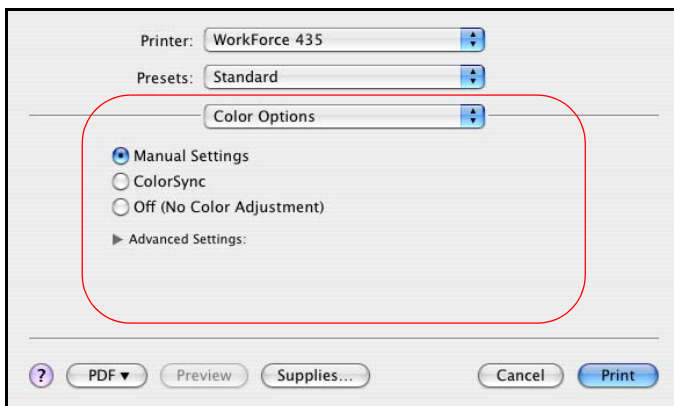 Printer: WorkForce 435
Presets: Standard
Color Options
Manual Settings
ColorSync
Off (No Color Adjustment)
Advanced Settings:
? PDF▼ Preview Supplies... Cancel Print